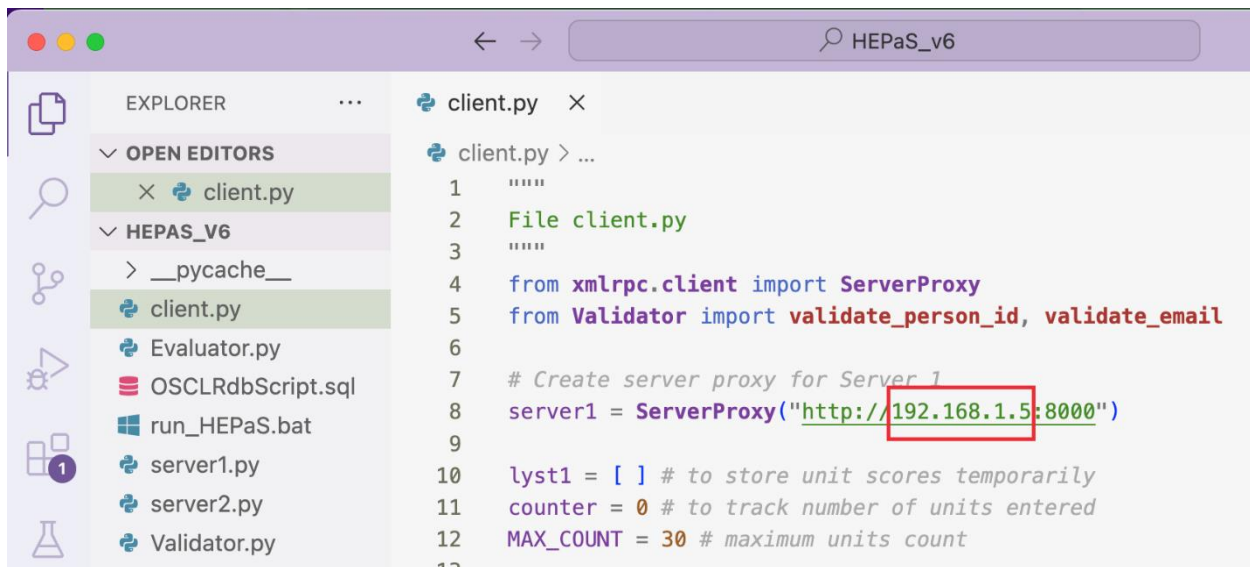 HEPaS_v6
EXPLORER ...
client.py
OPEN EDITORS
client.py
HEPAS_V6
__pycache__
client.py
Evaluator.py
OSCLRdbScript.sql
run_HEPaS.bat
server1.py
server2.py
Validator.py
1
client.py > ...
1 """
2 File client.py
3 """
4 from xmlrpc.client import ServerProxy
5 from Validator import validate_person_id, validate_email
6
7 # Create server proxy for Server 1
8 server1 = ServerProxy("http://192.168.1.5:8000")
9
10 lyst1 = [ ] # to store unit scores temporarily
11 counter = 0 # to track number of units entered
12 MAX_COUNT = 30 # maximum units count